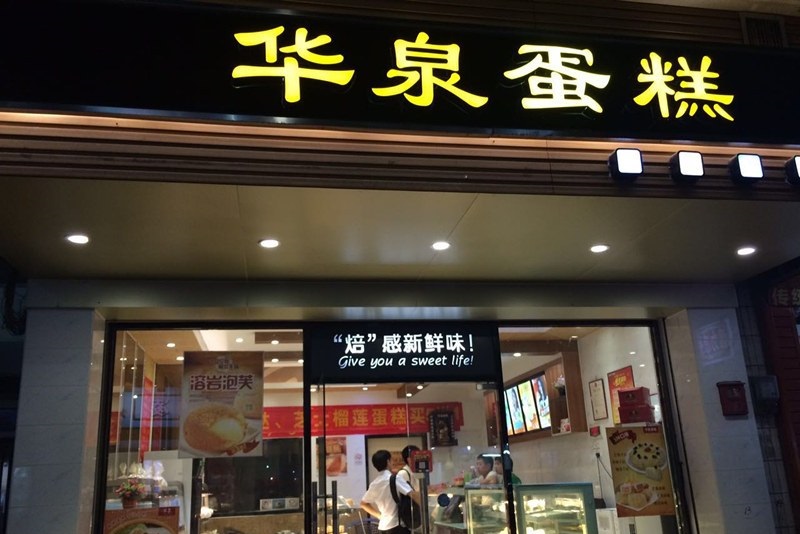 华泉蛋糕
“焙”感新鲜味！
Give you a sweet life!
溶岩泡芙
榴莲蛋糕买